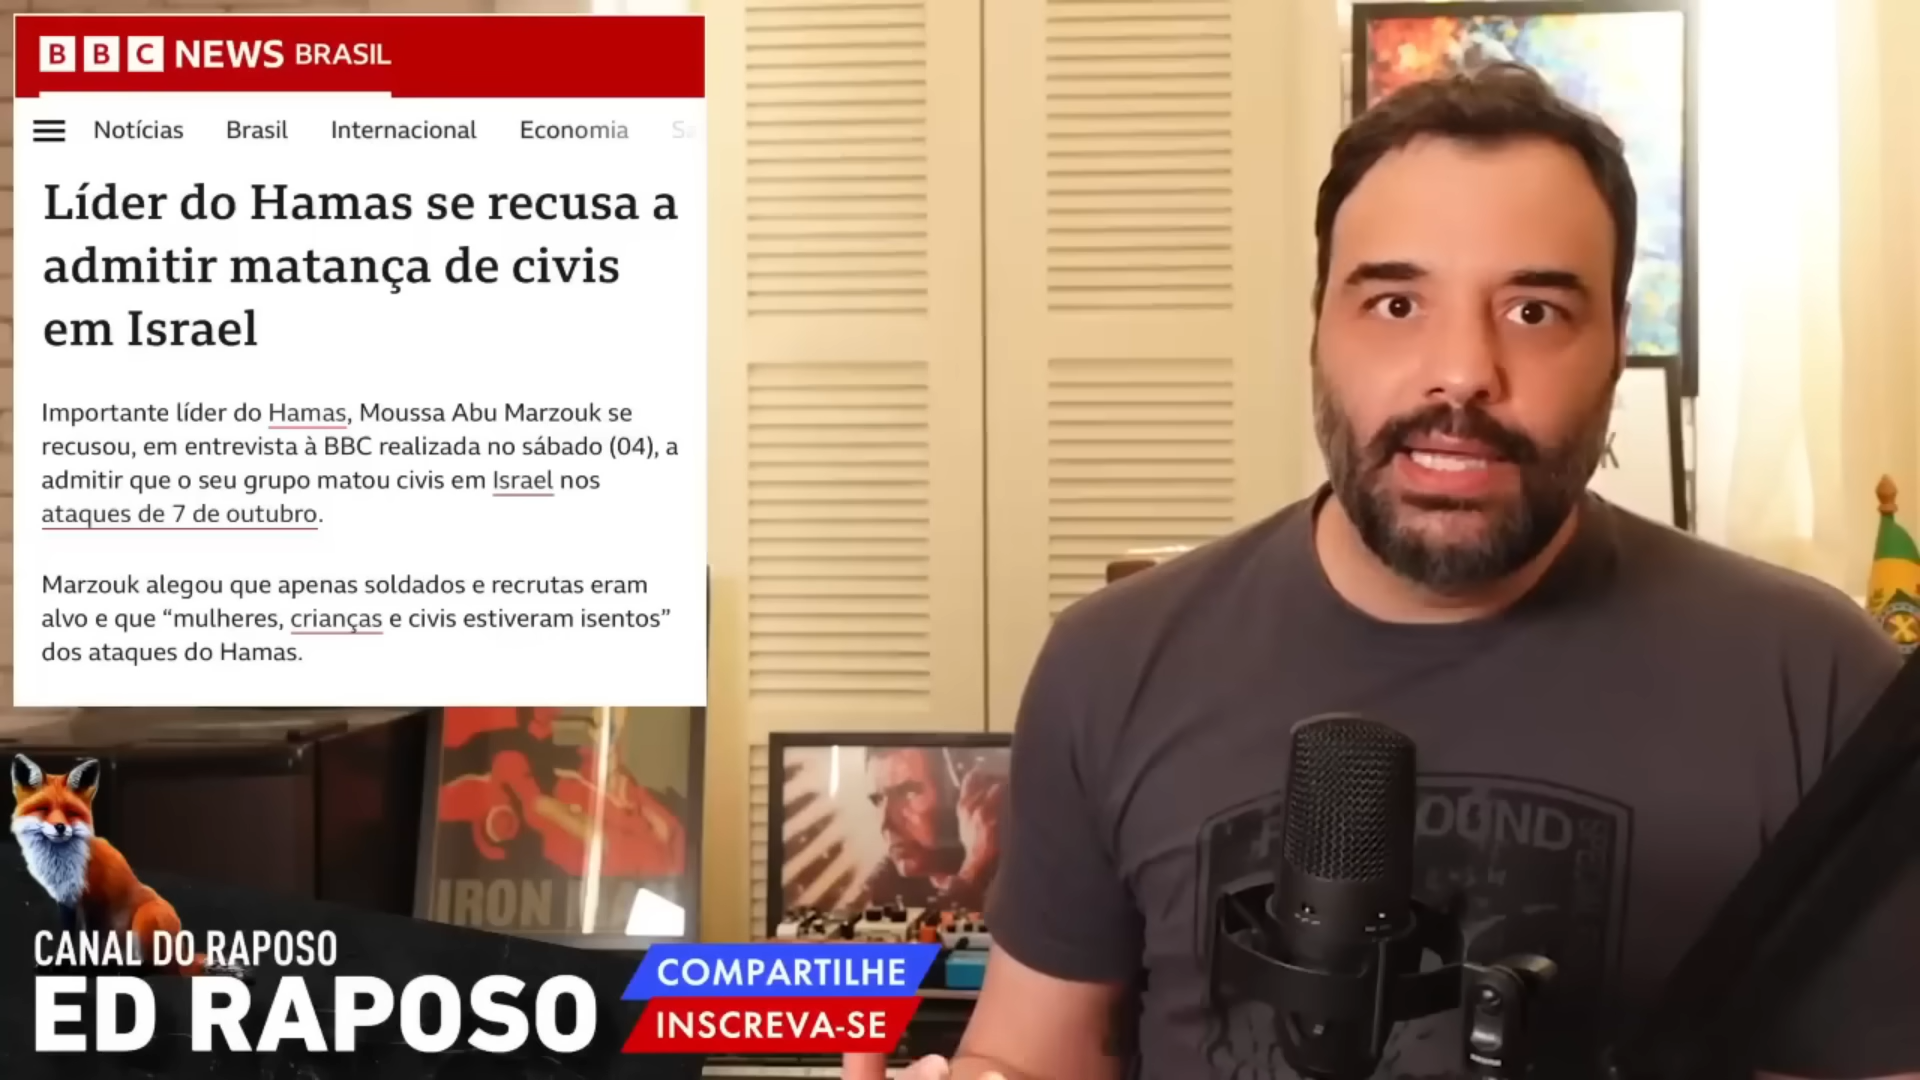 BBC NEWS BRASIL
Notícias Brasil Internacional Economia
Líder do Hamas se recusa a
admitir matança de civis
em Israel
Importante líder do Hamas, Moussa Abu Marzouk se
recusou, em entrevista à BBC realizada no sábado (04), a
admitir que o seu grupo matou civis em Israel nos
ataques de 7 de outubro.
Marzouk alegou que apenas soldados e recrutas eram
alvo e que “mulheres, crianças e civis estiveram isentos”
dos ataques do Hamas.
IRON
CANAL DO RAPOSO
ED RAPOSO
COMPARTILHE
INSCREVA-SE